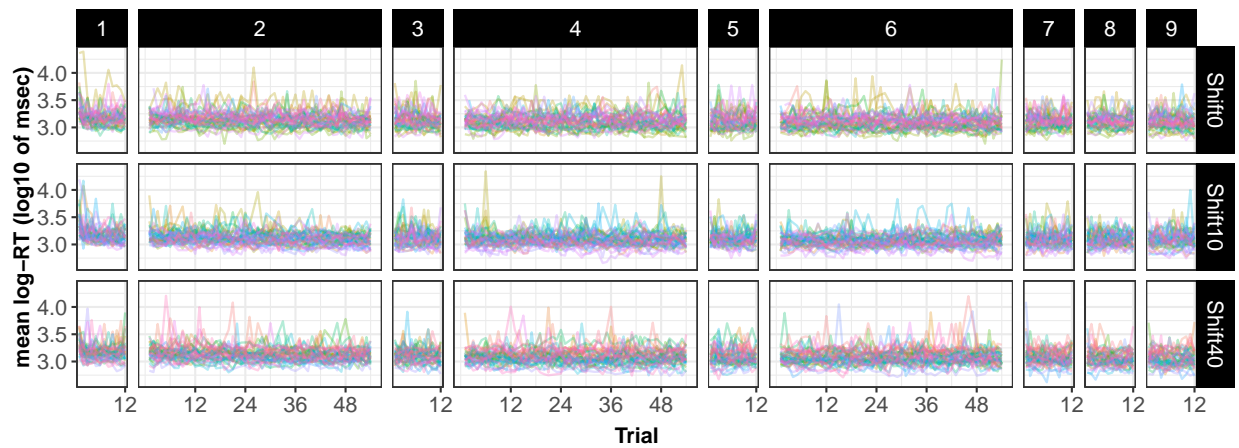 1 2 3 4 5 6 7 8 9
mean log−RT (log10 of msec)
4.0
3.5
3.0
Shift0
4.0
3.5
3.0
Shift10
4.0
3.5
3.0
Shift40
12 12 24 36 48 12 12 24 36 48 12 12 24 36 48 12 12 12
Trial